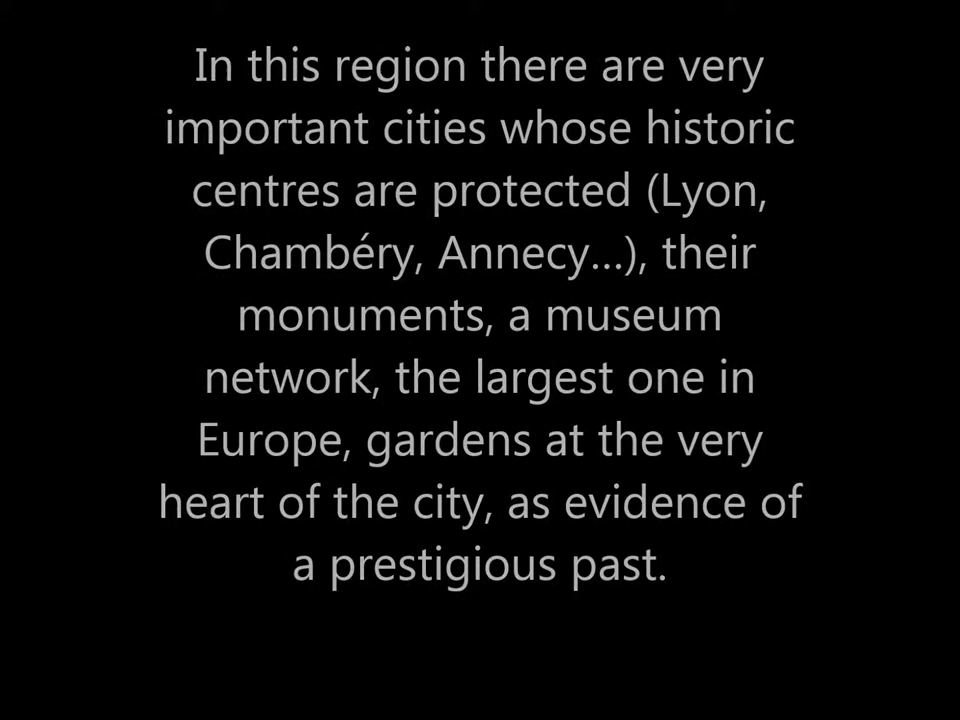 In this region there are very
important cities whose historic
centres are protected (Lyon,
Chambéry, Annecy…), their
monuments, a museum
network, the largest one in
Europe, gardens at the very
heart of the city, as evidence of
a prestigious past.